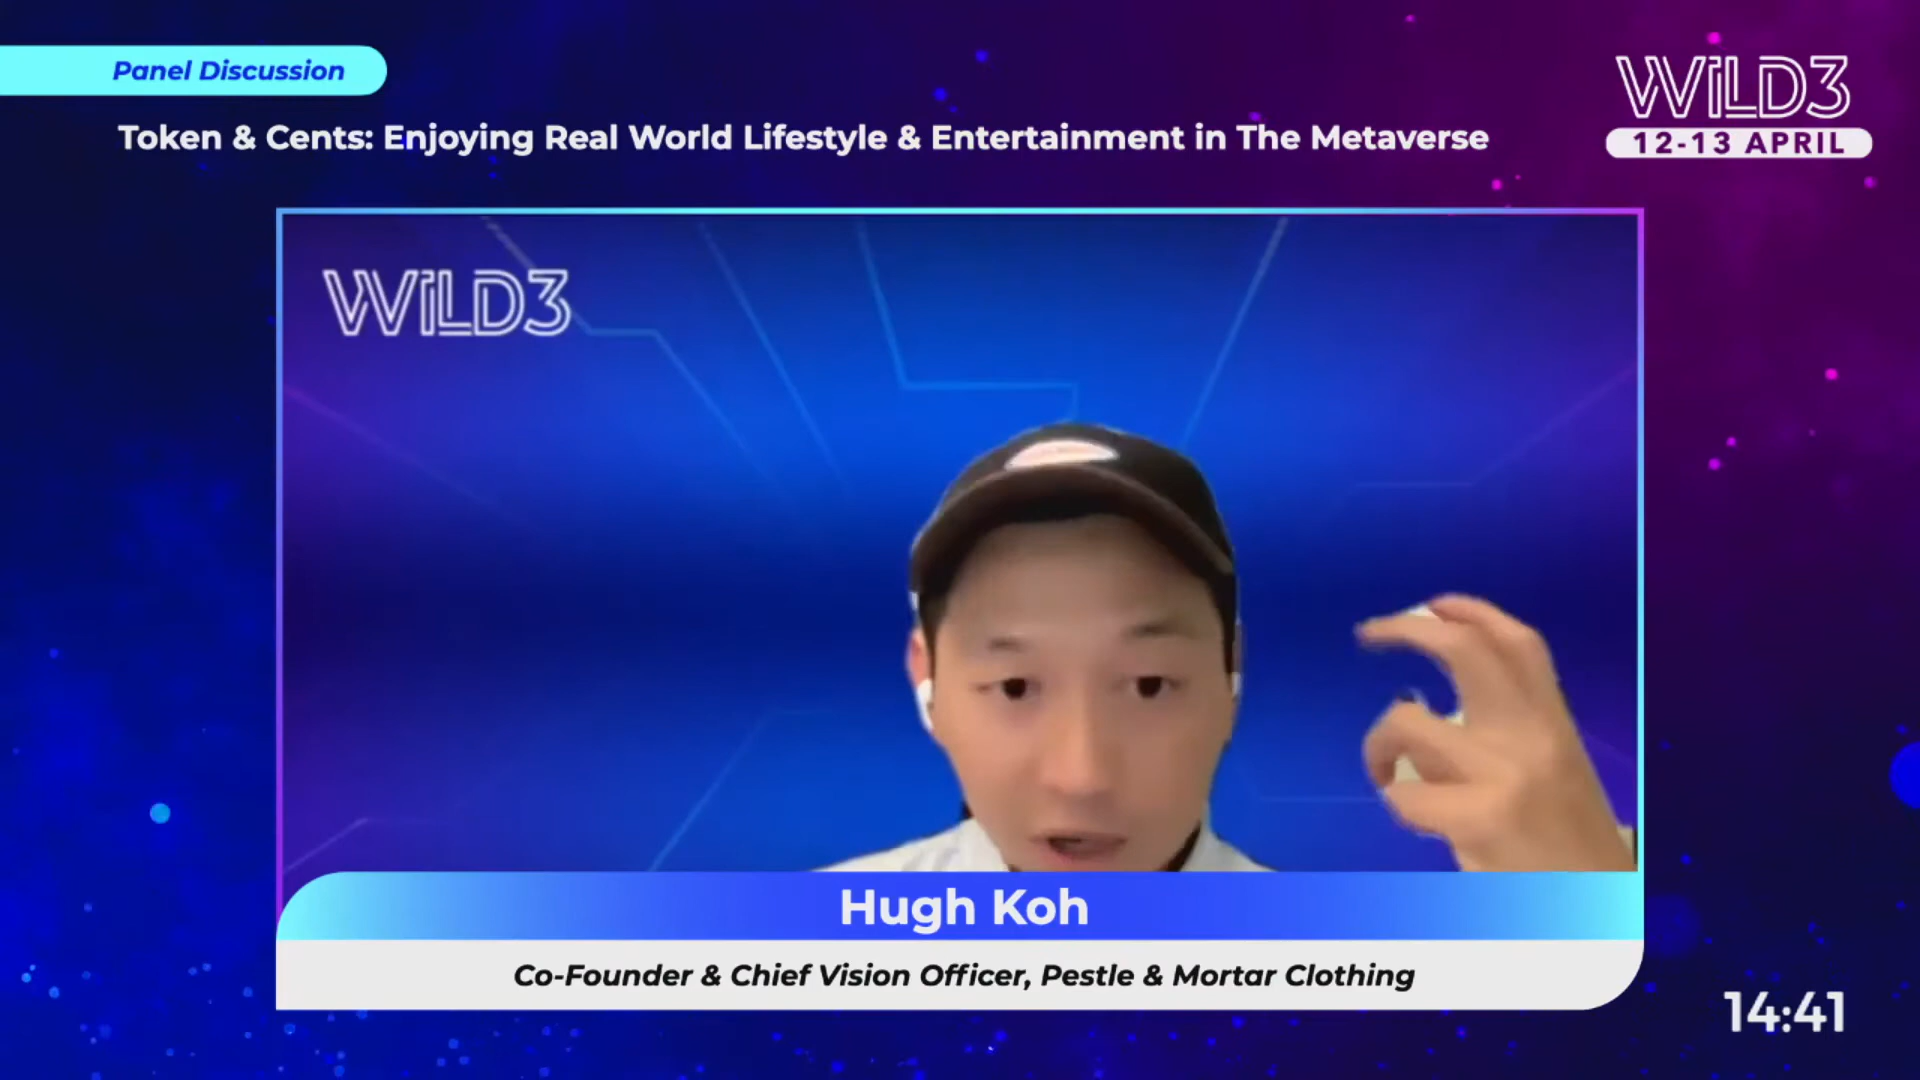 Panel Discussion
WILD3
12-13 APRIL
Token & Cents: Enjoying Real World Lifestyle & Entertainment in The Metaverse
WILD3
Hugh Koh
Co-Founder & Chief Vision Officer, Pestle & Mortar Clothing
14:41